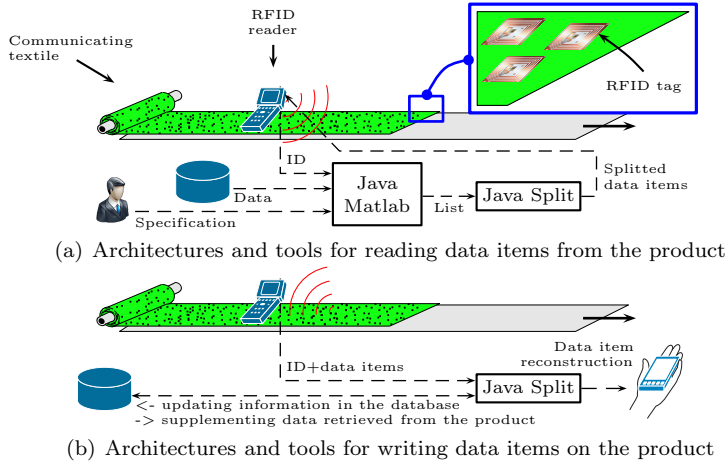 RFID
reader
Communicating
textile
RFID tag
ID
Data
Specification
Java
Matlab
List
Java Split
Splitted
data items
(a) Architectures and tools for reading data items from the product
ID+data items
Data item
reconstruction
Java Split
<- updating information in the database
-> supplementing data retrieved from the product
(b) Architectures and tools for writing data items on the product